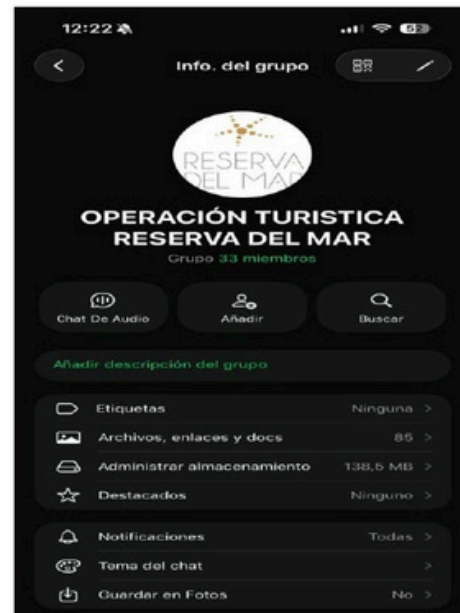 12:22
52
Info. del grupo
RESERVA
DEL MAR
OPERACIÓN TURISTICA
RESERVA DEL MAR
Grupo 33 miembros
Chat De Audio
Añadir
Buscar
Añadir descripción del grupo
Etiquetas Ninguna
Archivos, enlaces y docs 85
Administrar almacenamiento 138,5 MB
Destacados Ninguno
Notificaciones Todas
Tema del chat
Guardar en Fotos No